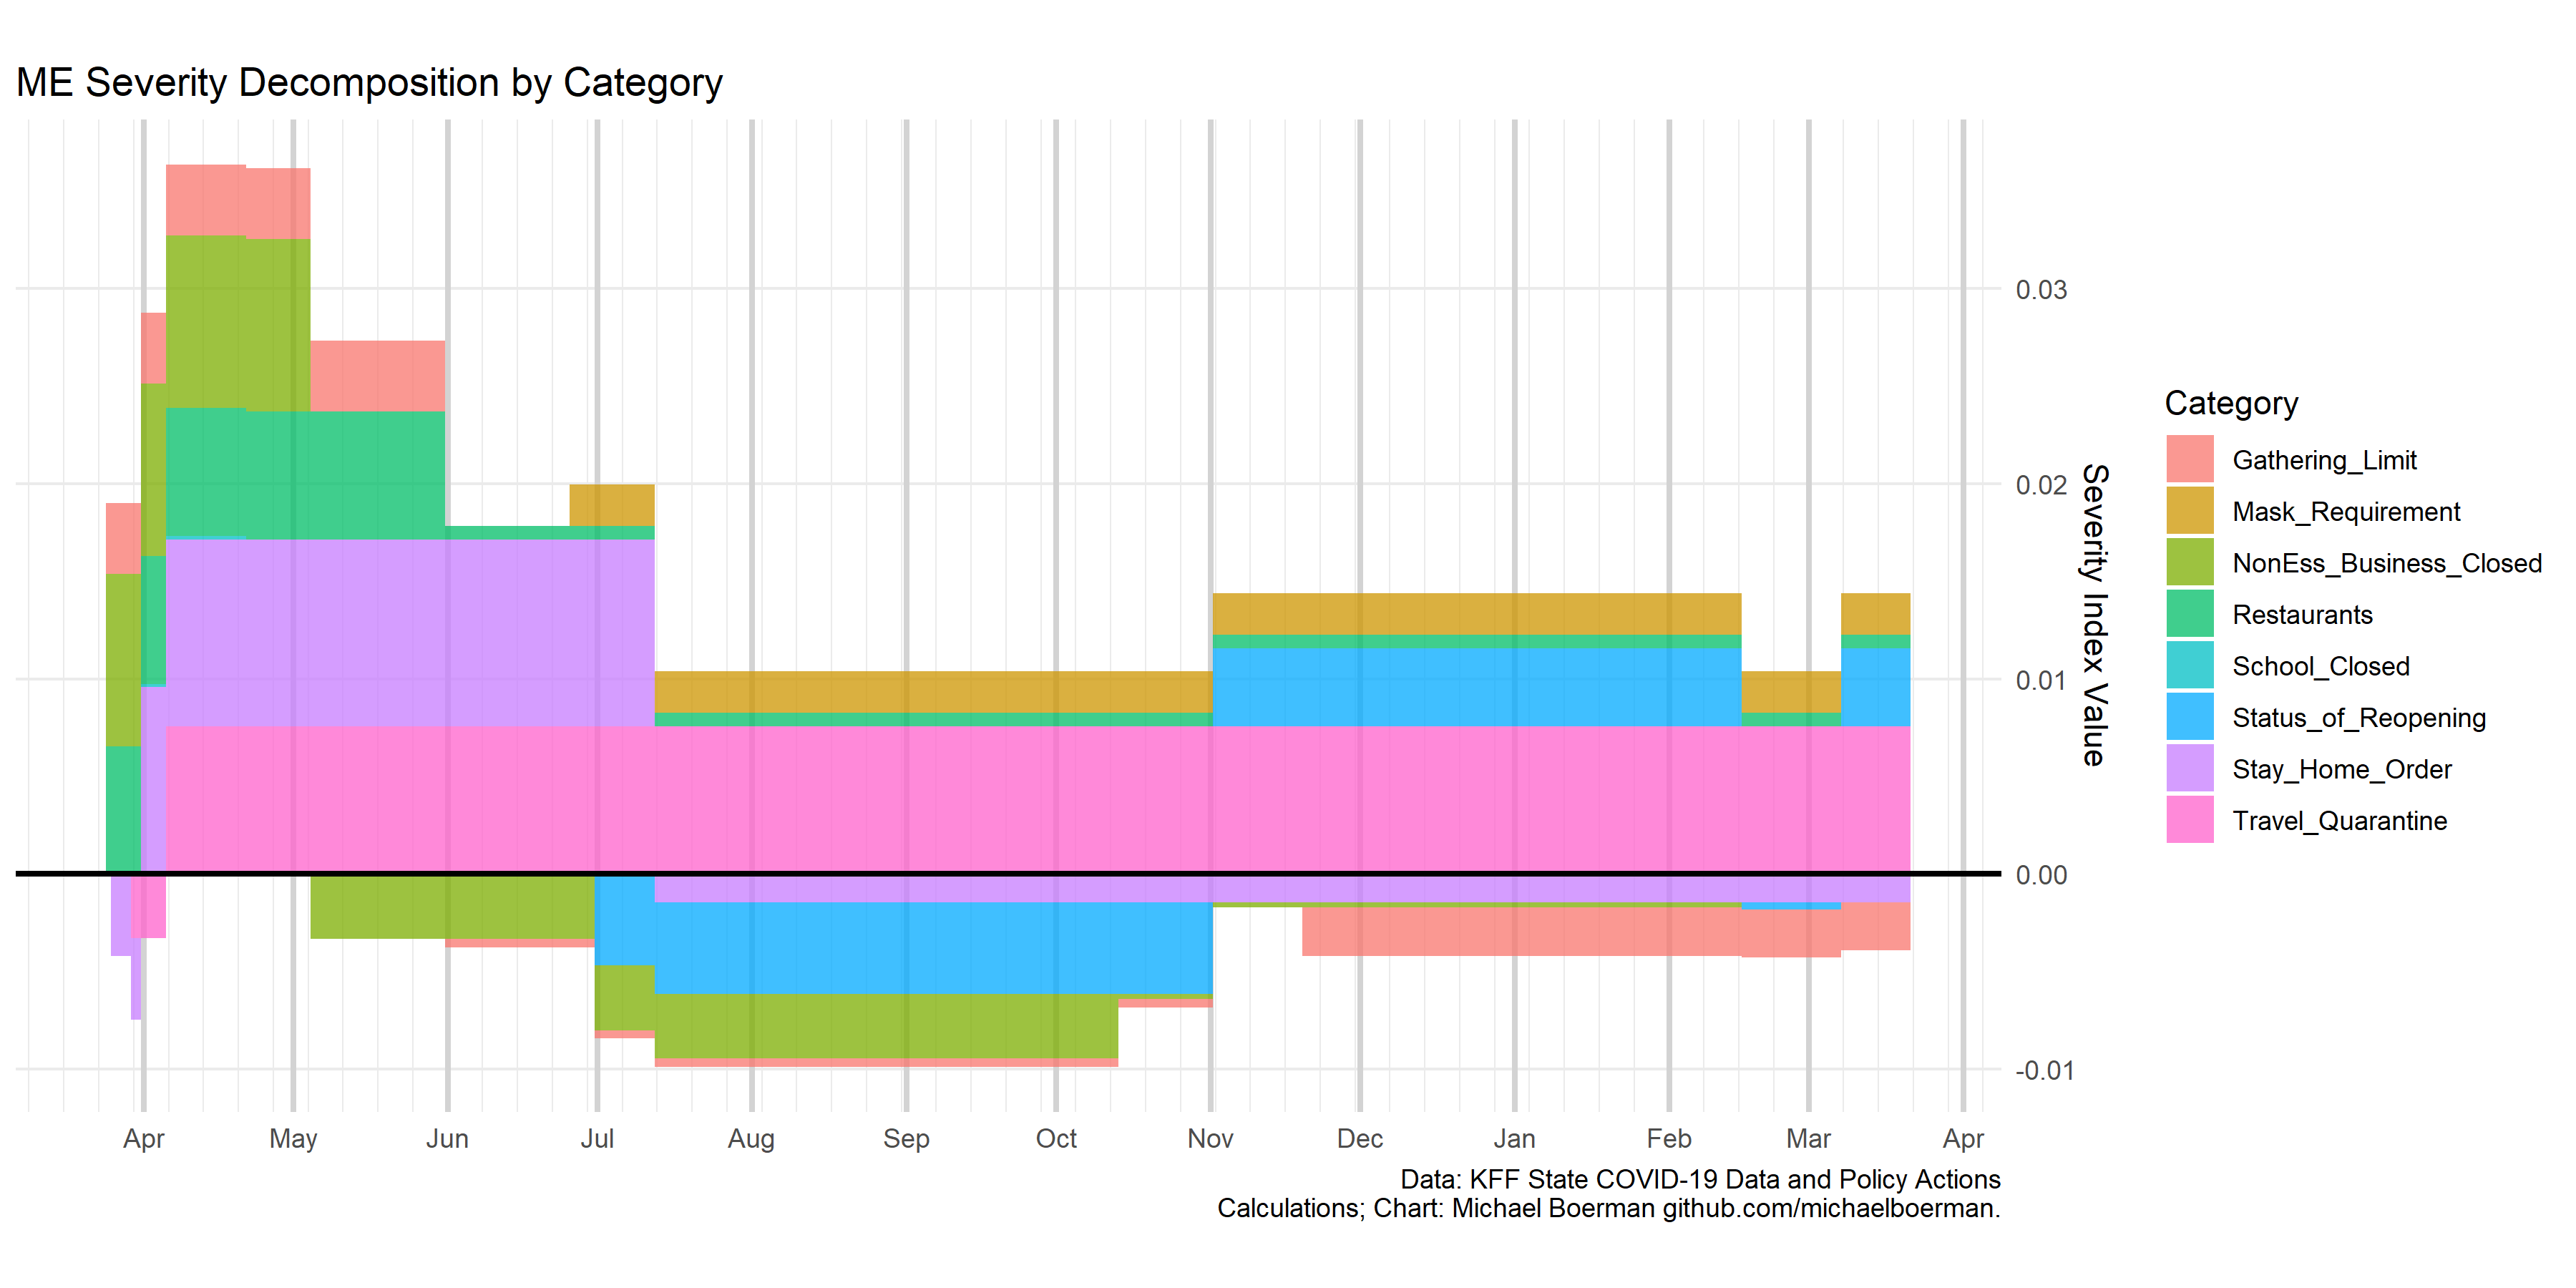 ME Severity Decomposition by Category
0.03
0.02
0.01
0.00
-0.01
Severity Index Value
Apr May Jun Jul Aug Sep Oct Nov Dec Jan Feb Mar Apr
Data: KFF State COVID-19 Data and Policy Actions
Calculations; Chart: Michael Boerman github.com/michaelboerman.
Category
Gathering_Limit
Mask_Requirement
NonEss_Business_Closed
Restaurants
School_Closed
Status_of_Reopening
Stay_Home_Order
Travel_Quarantine